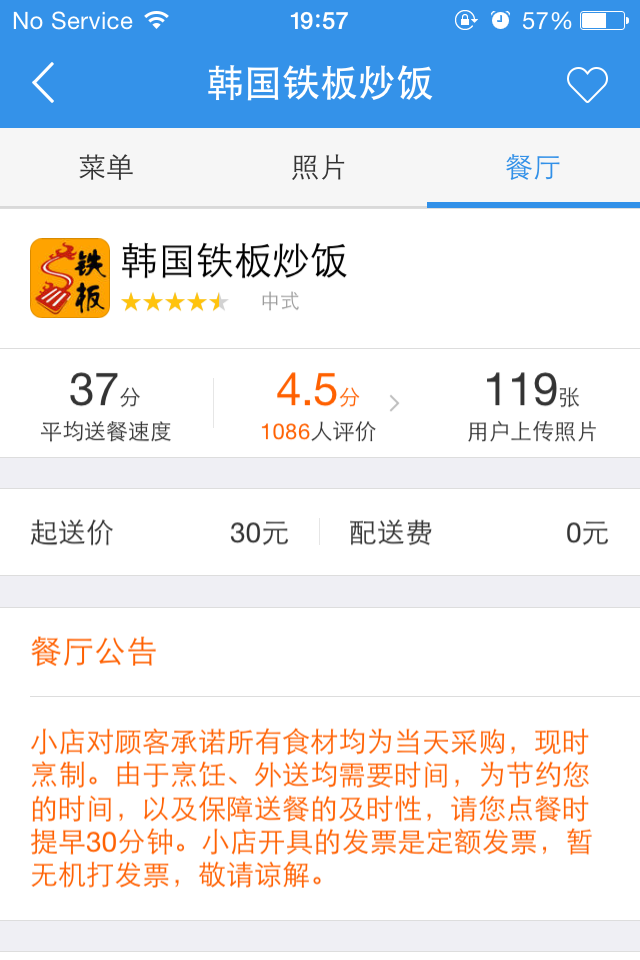 No Service
19:57
57%
韩国铁板炒饭
菜单
照片
餐厅
铁板
韩国铁板炒饭
中式
37分
4.5分
119张
平均送餐速度
1086人评价
用户上传照片
起送价
30元
配送费
0元
餐厅公告
小店对顾客承诺所有食材均为当天采购，现时
烹制。由于烹饪、外送均需要时间，为节约您
的时间，以及保障送餐的及时性，请您点餐时
提早30分钟。小店开具的发票是定额发票，暂
无机打发票，敬请谅解。